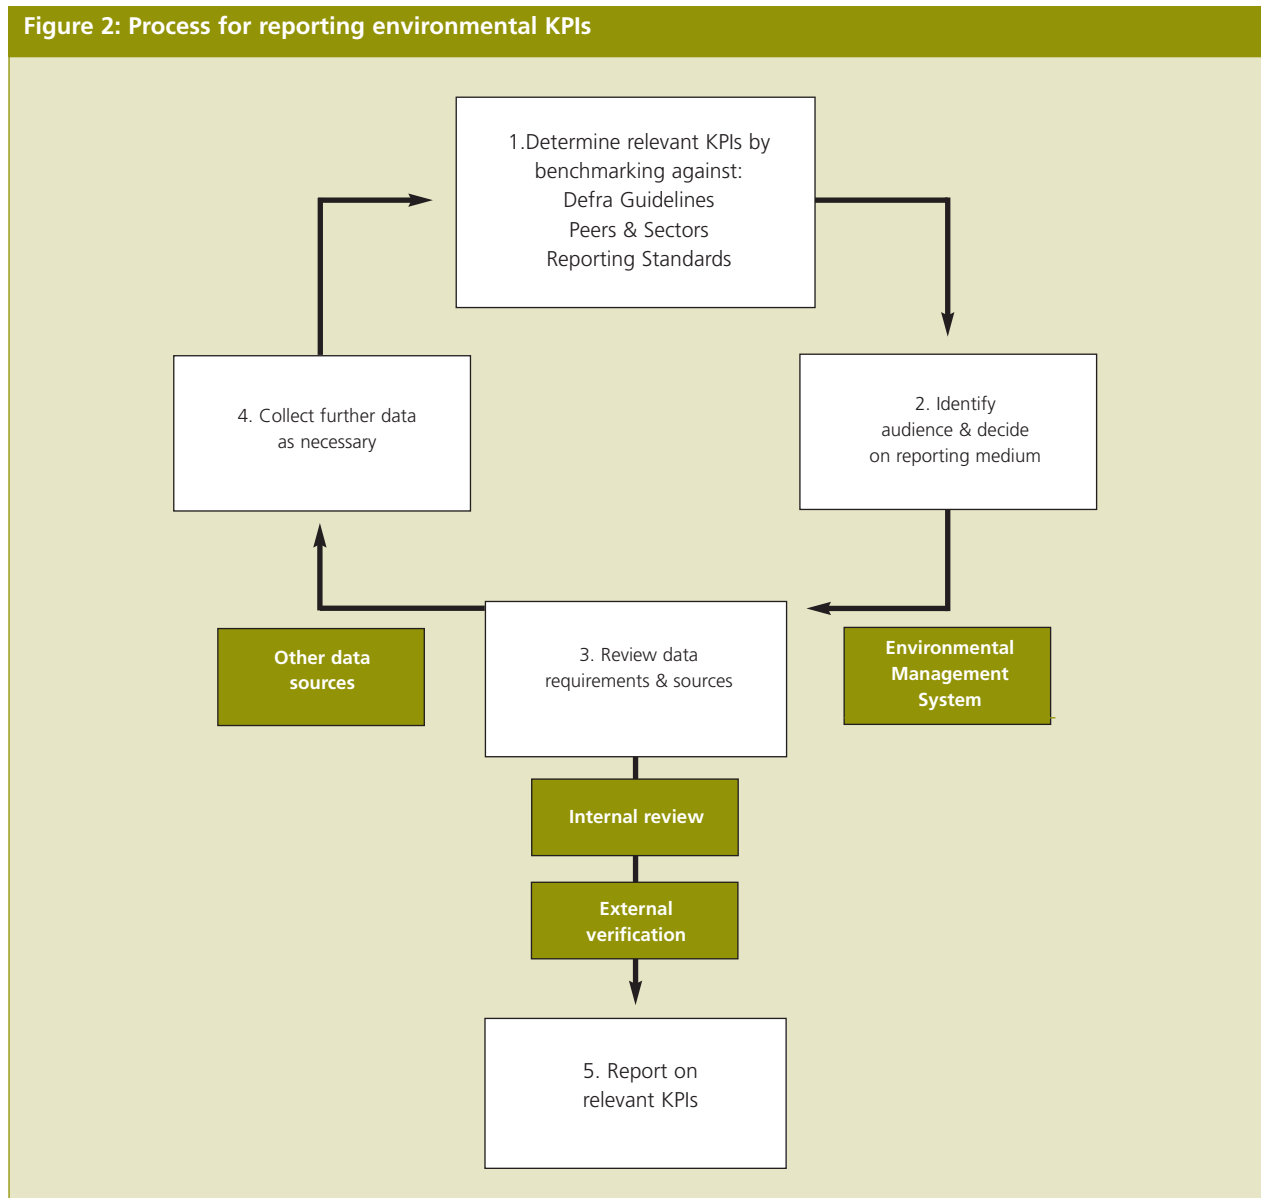 Figure 2: Process for reporting environmental KPIs
1.Determine relevant KPIs by
benchmarking against:
Defra Guidelines
Peers & Sectors
Reporting Standards
2. Identify
audience & decide
on reporting medium
4. Collect further data
as necessary
Environmental
Management
System
3. Review data
requirements & sources
Other data
sources
Internal review
External
verification
5. Report on
relevant KPIs